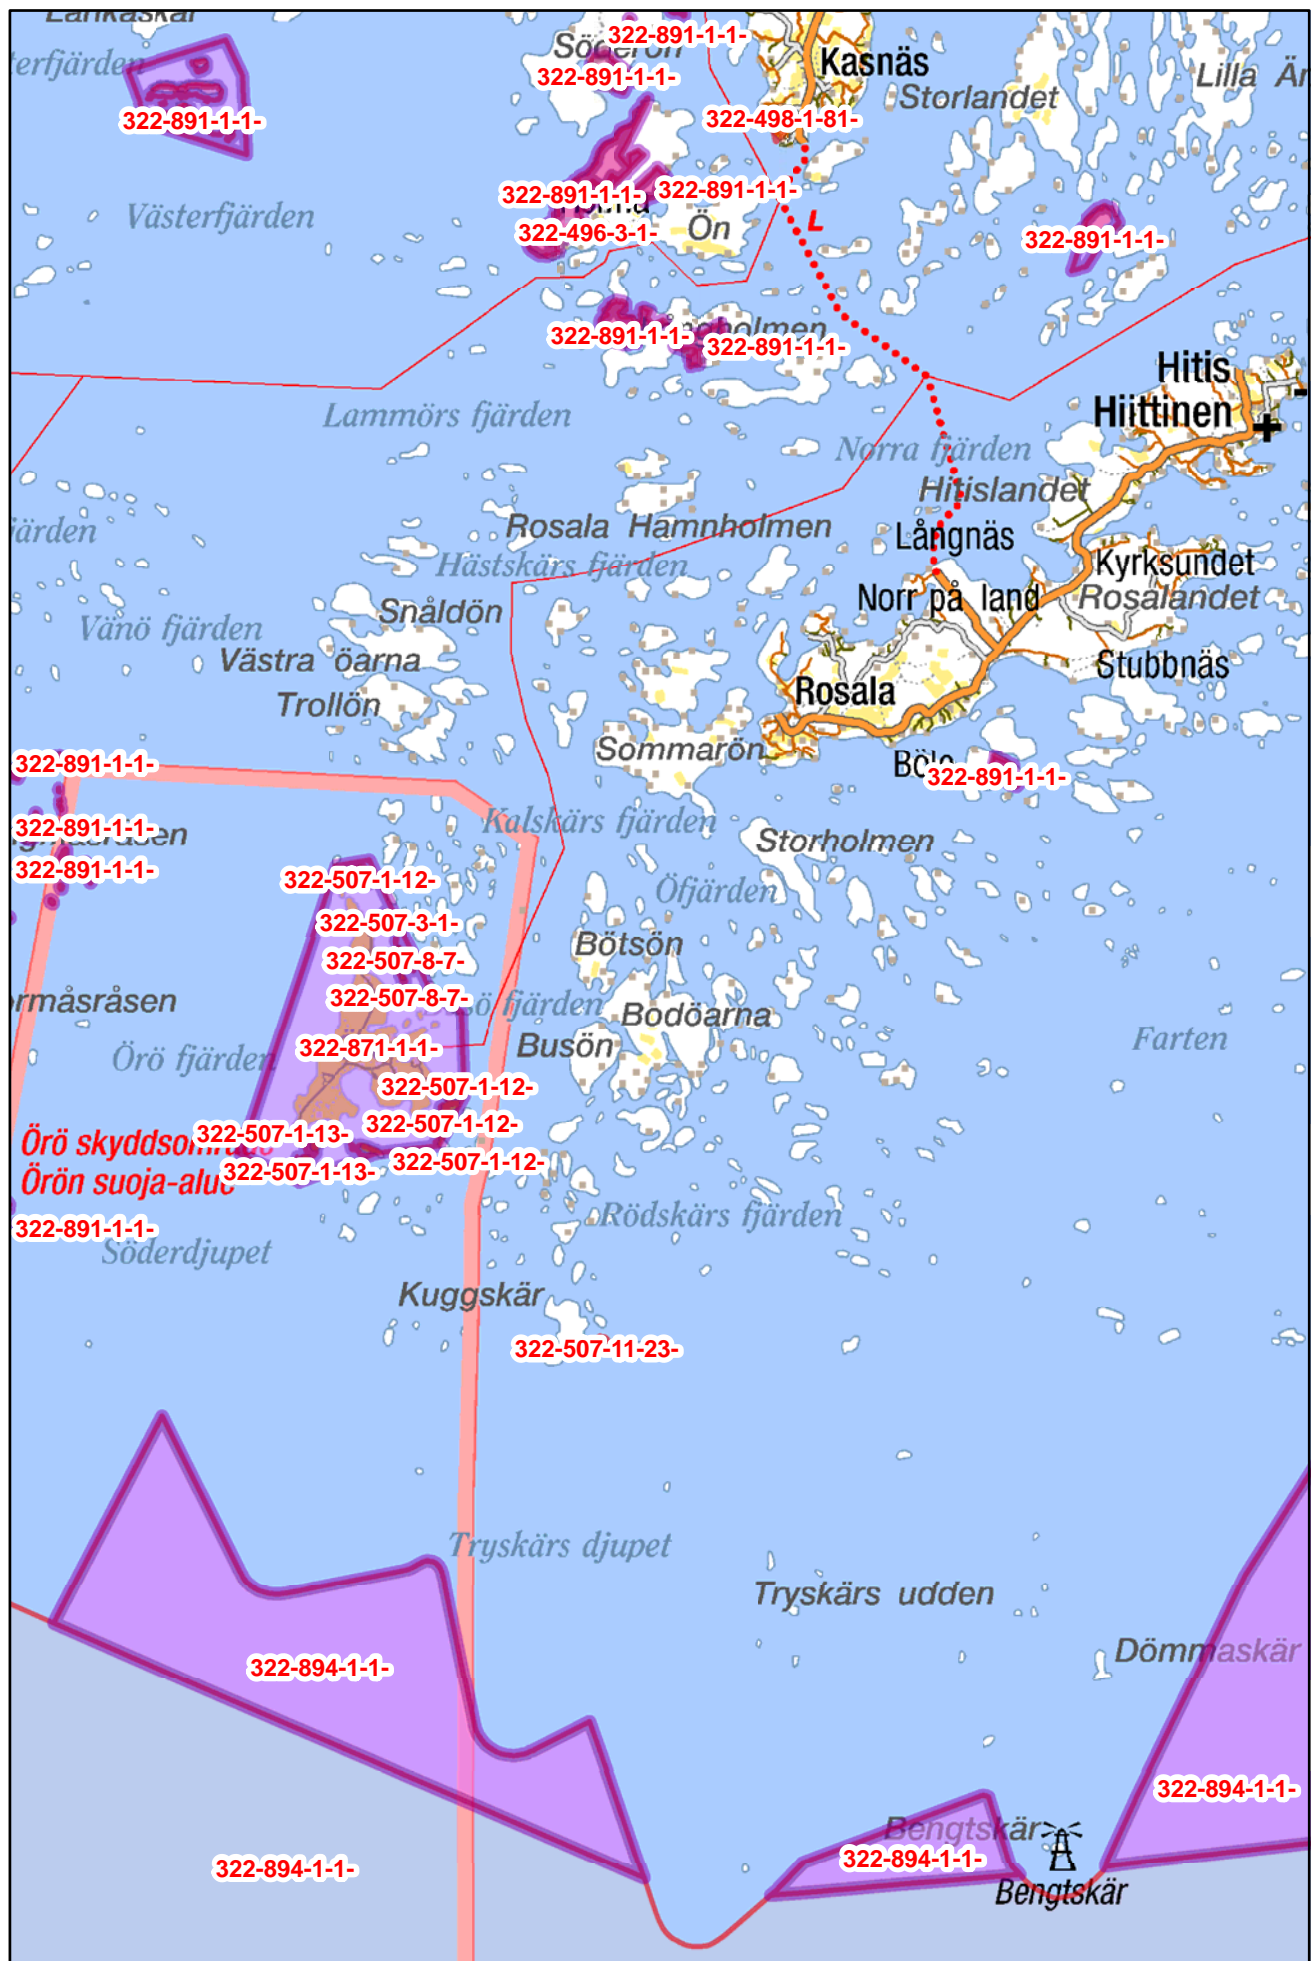 322-891-1-1-
Kasnäs
322-891-1-1-
Storlandet
322-891-1-1-
322-498-1-81-
322-891-1-1-
322-891-1-1-
Västerfjärden
L
322-496-3-1-
Ön
322-891-1-1-
322-891-1-1-
322-891-1-1-
Hitis
Hiittinen
Lammörs fjärden
Norra fjärden
Hitislandet
Rosala Hamnholmen
Långnäs
Hästskärs fjärden
Kyrksundet
Norr på land
Rosalandet
Snåldön
Vänö fjärden
Västra öarna
Stubbnäs
Trollön
Rosala
Sommarön
322-891-1-1-
322-891-1-1-
322-891-1-1-
Kalskärs fjärden
Storholmen
322-891-1-1-
322-507-1-12-
Öfjärden
322-507-3-1-
Bötsön
322-507-8-7-
322-507-8-7-
fjärden
Bodöarna
Farten
322-871-1-1-
Busön
Örö fjärden
322-507-1-12-
322-507-1-12-
322-507-1-13-
Örö
322-507-1-12-
322-507-1-13-
Örön suoja-alue
Rödskärs fjärden
322-891-1-1-
Söderdjupet
Kuggskär
322-507-11-23-
Tryskärs djupet
Tryskärs udden
Dömmaskär
322-894-1-1-
322-894-1-1-
Bengtskär
322-894-1-1-
322-894-1-1-
Bengtskär